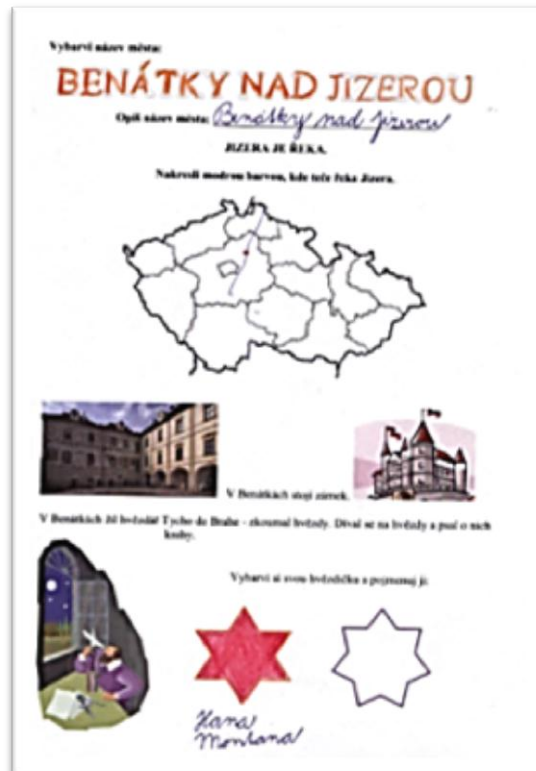 Vybarvi název města:
BENÁTKY NAD JIZEROU
Opiš název města: Benátky nad Jizerou
JIZERA JE ŘEKA.
Nakresli modrou barvou, kde teče řeka Jizera.
V Benátkách stojí zámek.
V Benátkách žil hvězdář Tycho de Brahe - zkoumal hvězdy. Díval se na hvězdy a psal o nich
knihy.
Vybarvi si svou hvězdičku a pojmenuj ji:
Hana
Montana